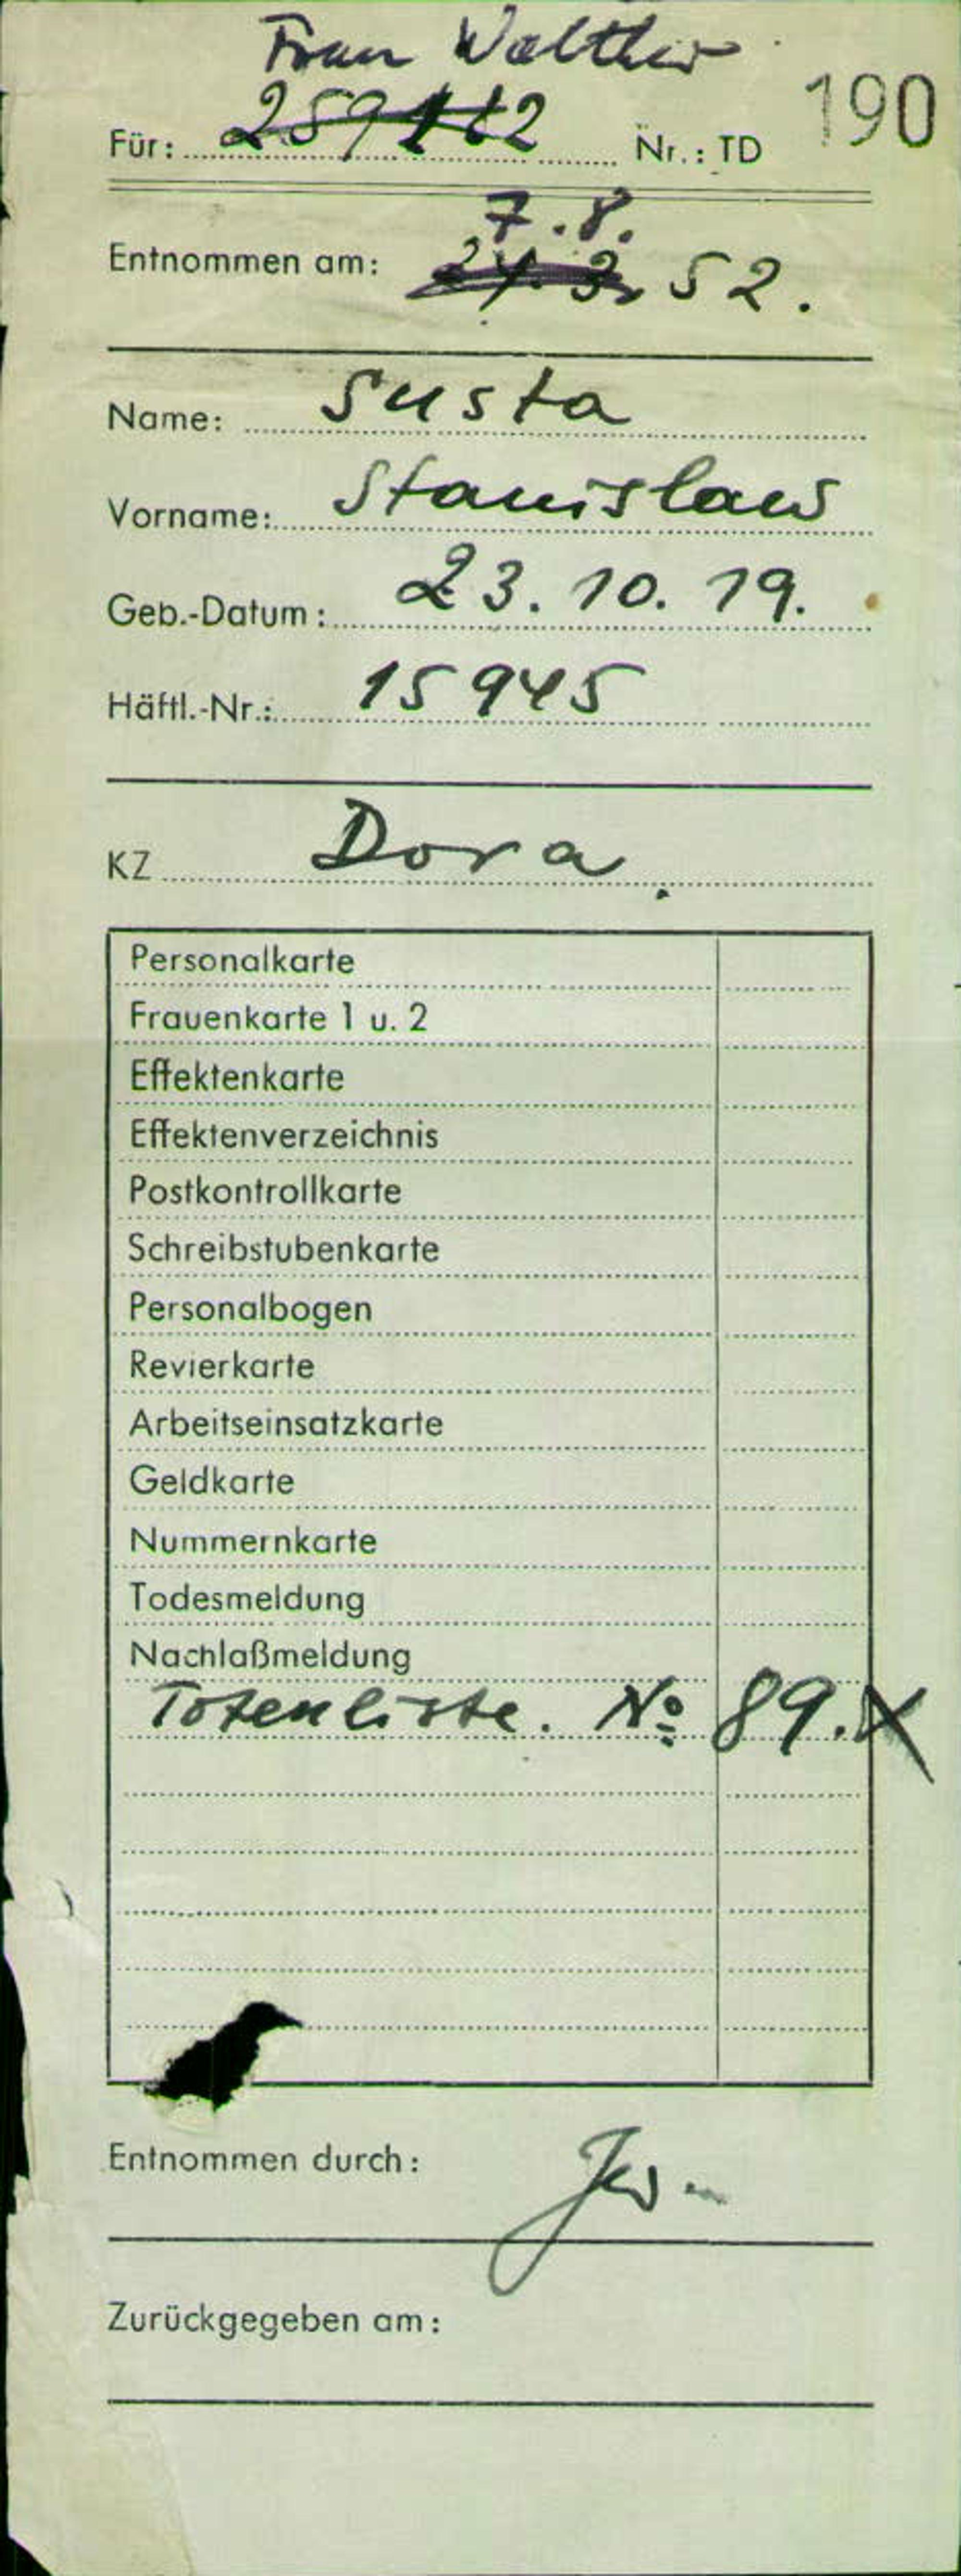 Frau Walther
190
Für: 259112 Nr.: TD
7.8.
Entnommen am: 24.3. 52.
Name: Susta
Vorname: Stanislaw
Geb.-Datum: 23. 10. 19.
Häftl.-Nr.: 15945
KZ Dora.
Personalkarte
Frauenkarte 1 u. 2
Effektenkarte
Effektenverzeichnis
Postkontrollkarte
Schreibstubenkarte
Personalbogen
Revierkarte
Arbeitseinsatzkarte
Geldkarte
Nummernkarte
Todesmeldung
Nachlaßmeldung
Totenliste. No 89. X
Entnommen durch:
Zurückgegeben am: